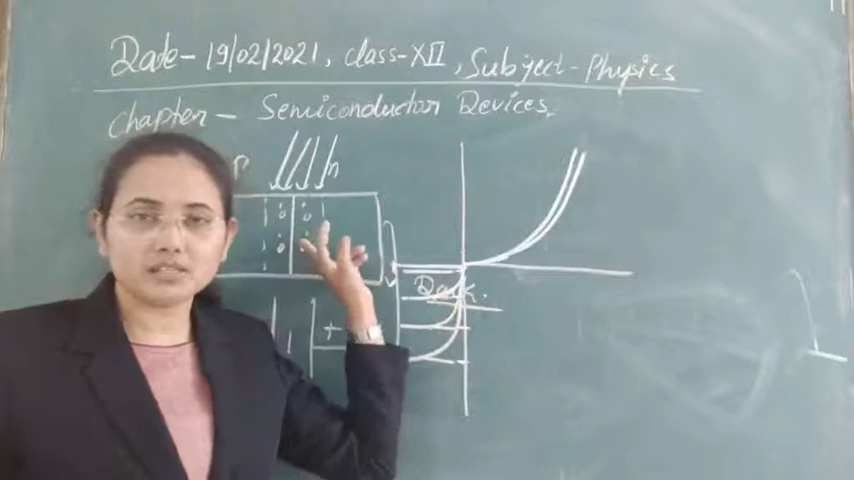 Date - 19/02/2021, class-XII, Subject - Physics
Chapter - Semiconductor Devices.
P n
Dark.
+